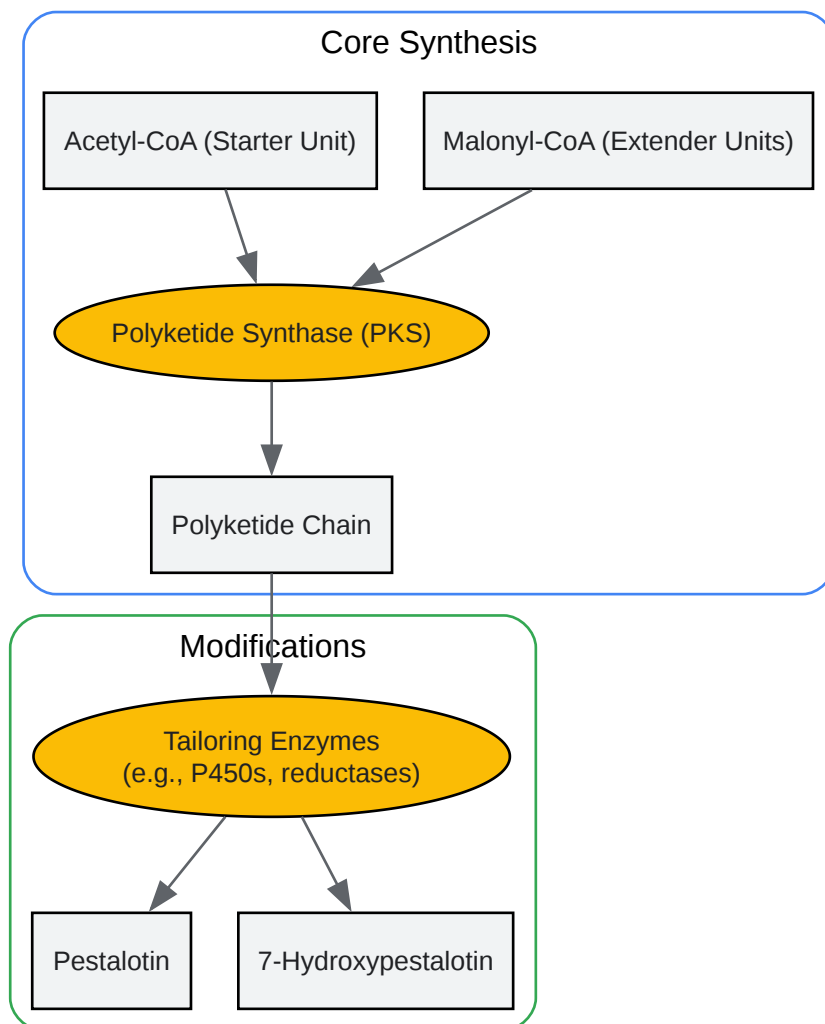 Core Synthesis
Acetyl-CoA (Starter Unit)
Malonyl-CoA (Extender Units)
Polyketide Synthase (PKS)
Polyketide Chain
Modifications
Tailoring Enzymes
(e.g., P450s, reductases)
Pestalotin
7-Hydroxypestalotin